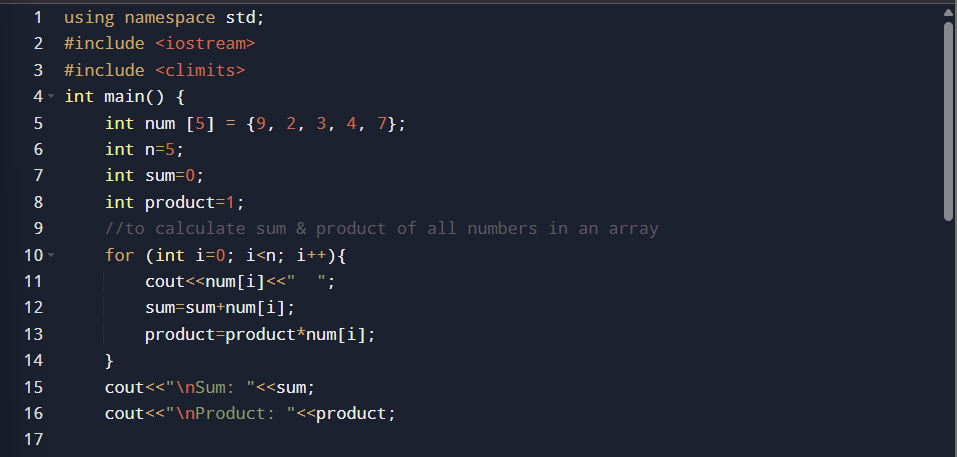 1 using namespace std;
2 #include <iostream>
3 #include <climits>
4 int main() {
5     int num [5] = {9, 2, 3, 4, 7};
6     int n=5;
7     int sum=0;
8     int product=1;
9     //to calculate sum & product of all numbers in an array
10     for (int i=0; i<n; i++){
11         cout<<num[i]<<"  ";
12         sum=sum+num[i];
13         product=product*num[i];
14     }
15     cout<<"\nSum: "<<sum;
16     cout<<"\nProduct: "<<product;
17